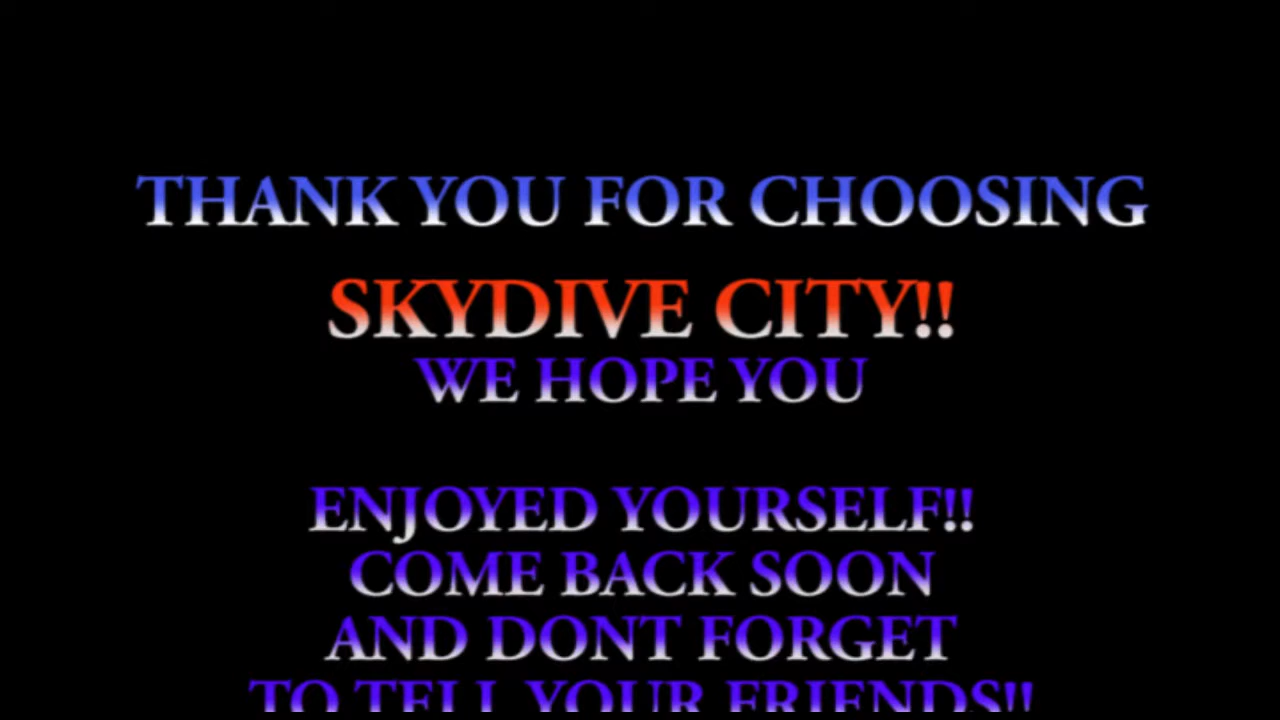 THANK YOU FOR CHOOSING
SKYDIVE CITY!!
WE HOPE YOU
ENJOYED YOURSELF!!
COME BACK SOON
AND DONT FORGET
TO TELL YOUR FRIENDS!!